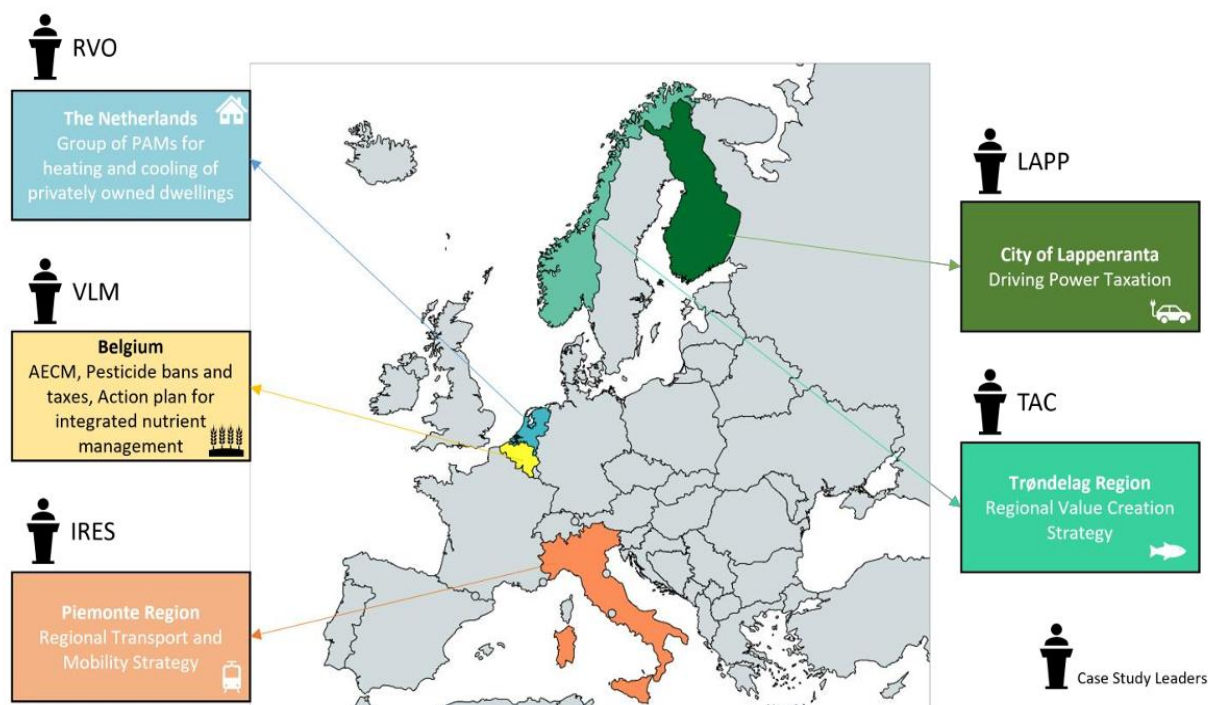 RVO
The Netherlands
Group of PAMs for
heating and cooling of
privately owned dwellings
VLM
Belgium
AECM, Pesticide bans and
taxes, Action plan for
integrated nutrient
management
IRES
Piemonte Region
Regional Transport and
Mobility Strategy
LAPP
City of Lappenranta
Driving Power Taxation
TAC
Trøndelag Region
Regional Value Creation
Strategy
Case Study Leaders